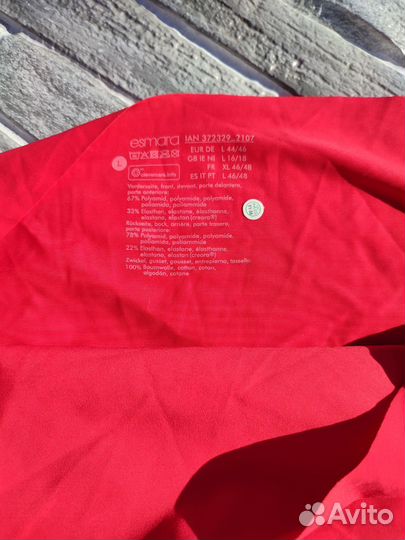 esmara IAN 372329_2107
EUR DE L 44/46
GB IE NI L 16/18
FR XL 46/48
ES IT PT L 46/48
L
clevercare.info
Vorderseite, front, devant, parte delantera,
parte anteriore:
67% Polyamid, polyamide, polyamide,
poliamida, poliammide
33% Elasthan, elastane, élasthanne,
elastano, elastan (creora®)
Rückseite, back, arrière, parte trasera,
parte posteriore:
78% Polyamid, polyamide, polyamide,
poliamida, poliammide
22% Elasthan, elastane, élasthanne,
elastano, elastan (creora®)
Zwickel, gusset, gousset, entrepierna, tassello:
100% Baumwolle, cotton, coton,
algodón, cotone
Avito